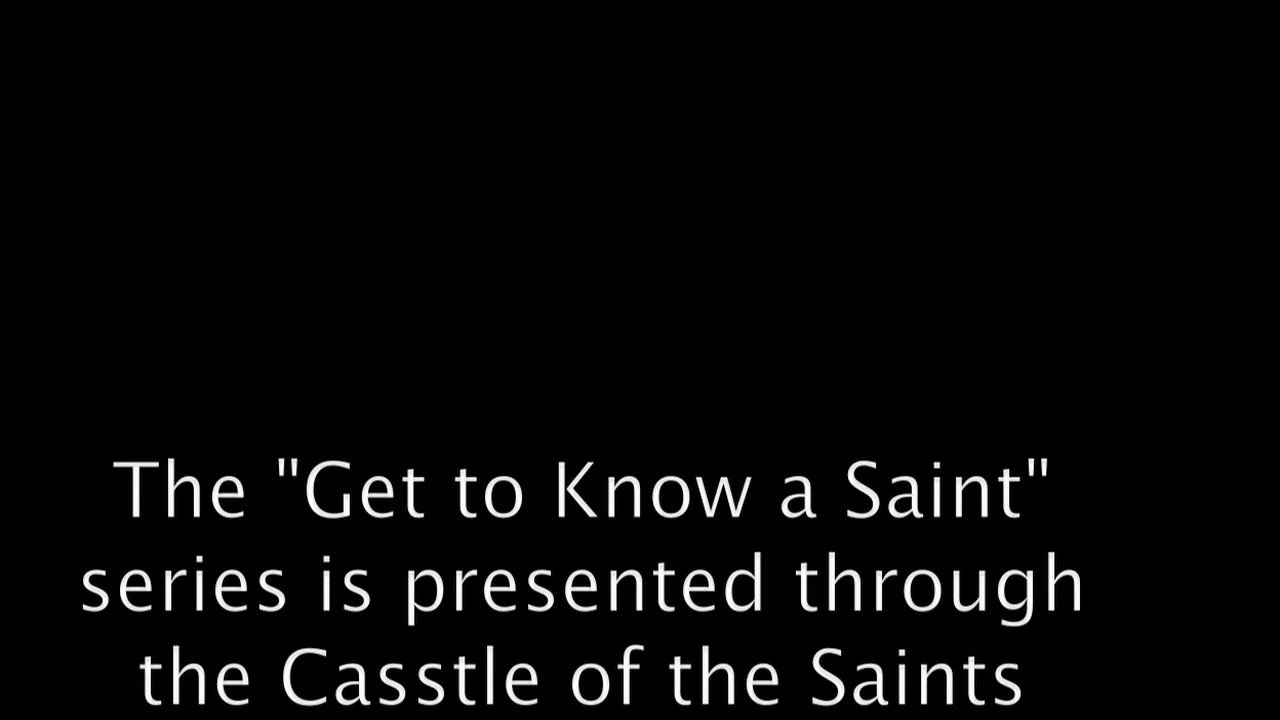 The "Get to Know a Saint"
series is presented through
the Casstle of the Saints